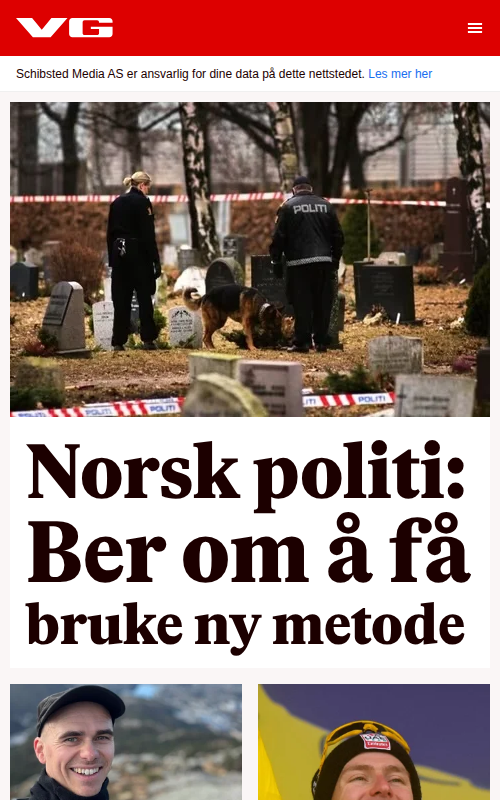 VG
Schibsted Media AS er ansvarlig for dine data på dette nettstedet. Les mer her
POLITI
POLITI
POLITI
LITI
POLITI
Norsk politi:
Ber om å få
bruke ny metode